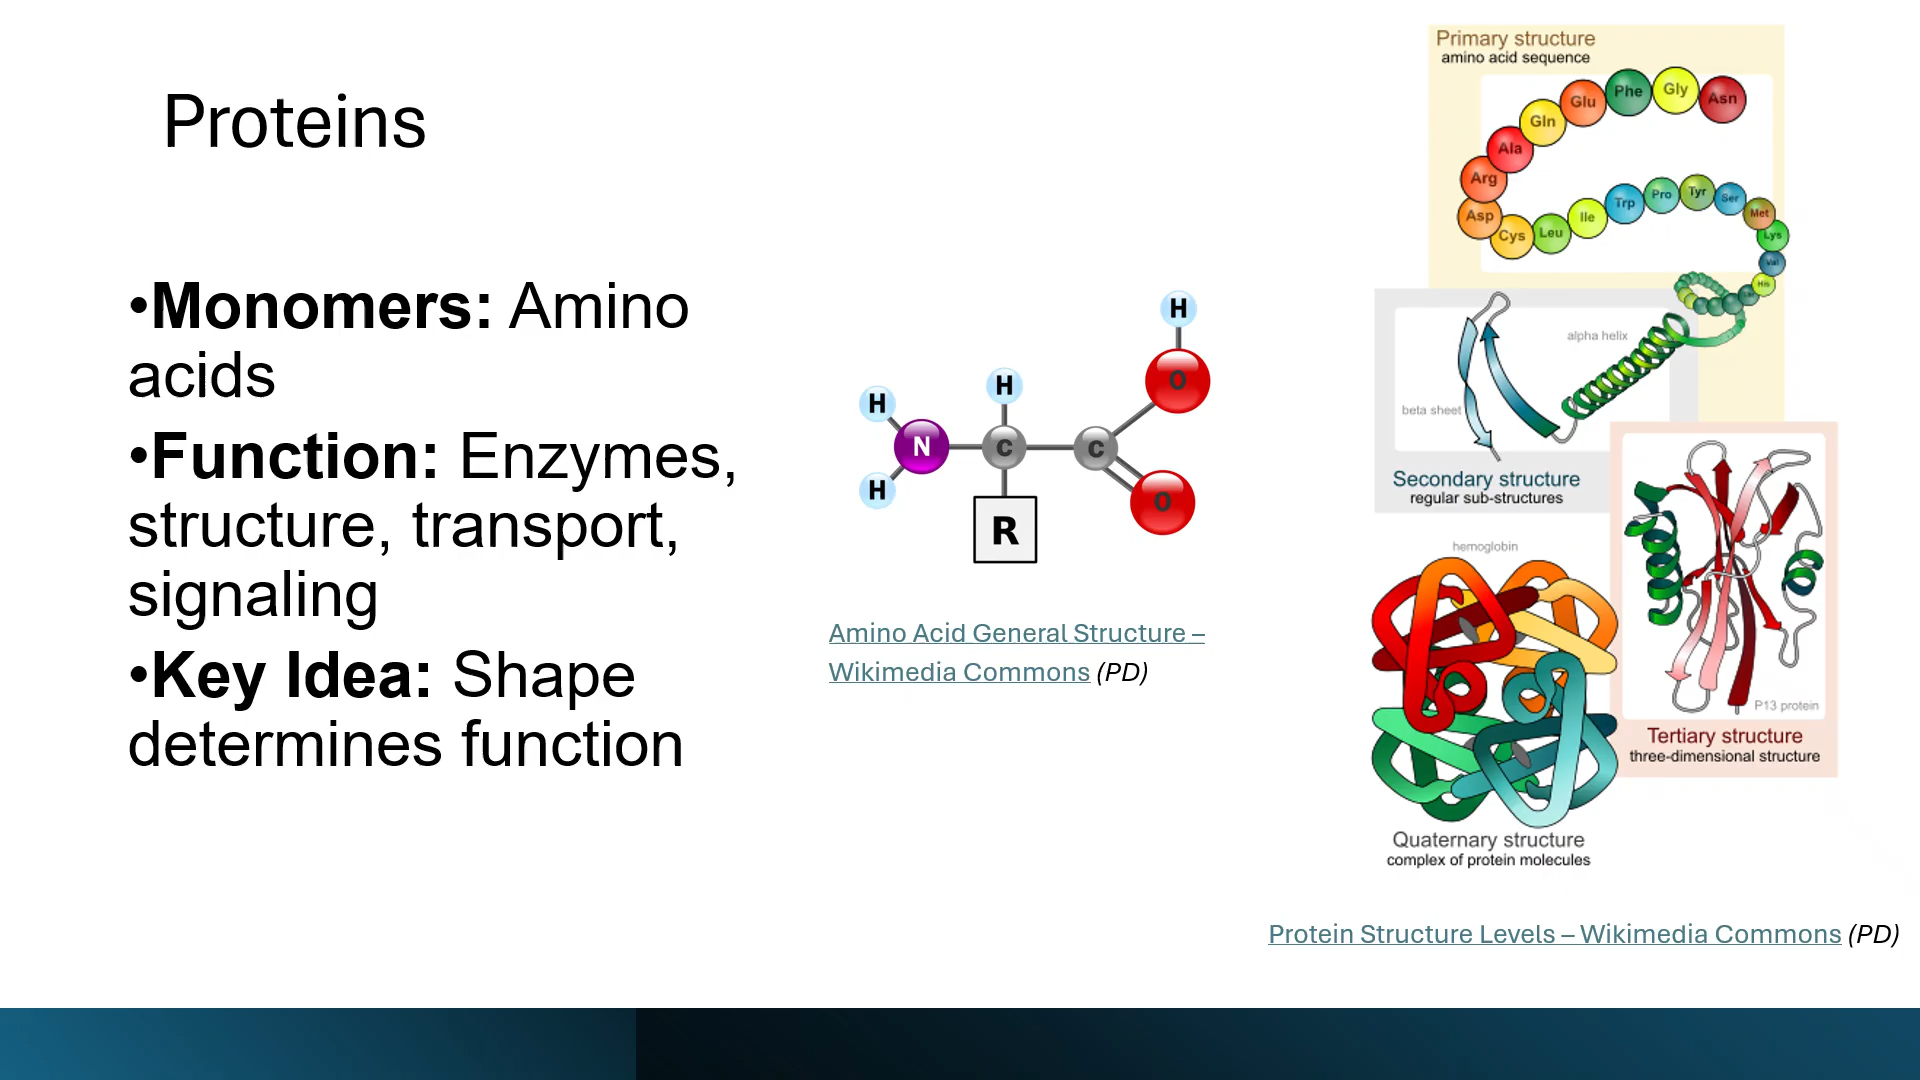 Proteins
•Monomers: Amino
acids
•Function: Enzymes,
structure, transport,
signaling
•Key Idea: Shape
determines function
H
O
H
H
N
C
C
H
O
R
Amino Acid General Structure –
Wikimedia Commons (PD)
Primary structure
amino acid sequence
Asn
Gly
Phe
Glu
Gln
Ala
Arg
Asp
Cys
Leu
Ile
Trp
Pro
Tyr
Ser
Met
Lys
Val
His
alpha helix
beta sheet
Secondary structure
regular sub-structures
P13 protein
Tertiary structure
three-dimensional structure
hemoglobin
Quaternary structure
complex of protein molecules
Protein Structure Levels – Wikimedia Commons (PD)